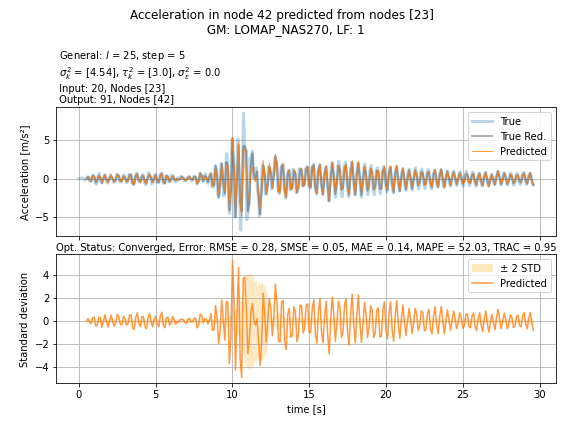 Acceleration in node 42 predicted from nodes [23]
GM: LOMAP_NAS270, LF: 1
General: l = 25, step = 5
σ²ₖ = [4.54], τ²ₖ = [3.0], σ²ε = 0.0
Input: 20, Nodes [23]
Output: 91, Nodes [42]
Acceleration [m/s²]
5
0
−5
True
True Red.
Predicted
Opt. Status: Converged, Error: RMSE = 0.28, SMSE = 0.05, MAE = 0.14, MAPE = 52.03, TRAC = 0.95
Standard deviation
4
2
0
−2
−4
± 2 STD
Predicted
0 5 10 15 20 25 30
time [s]